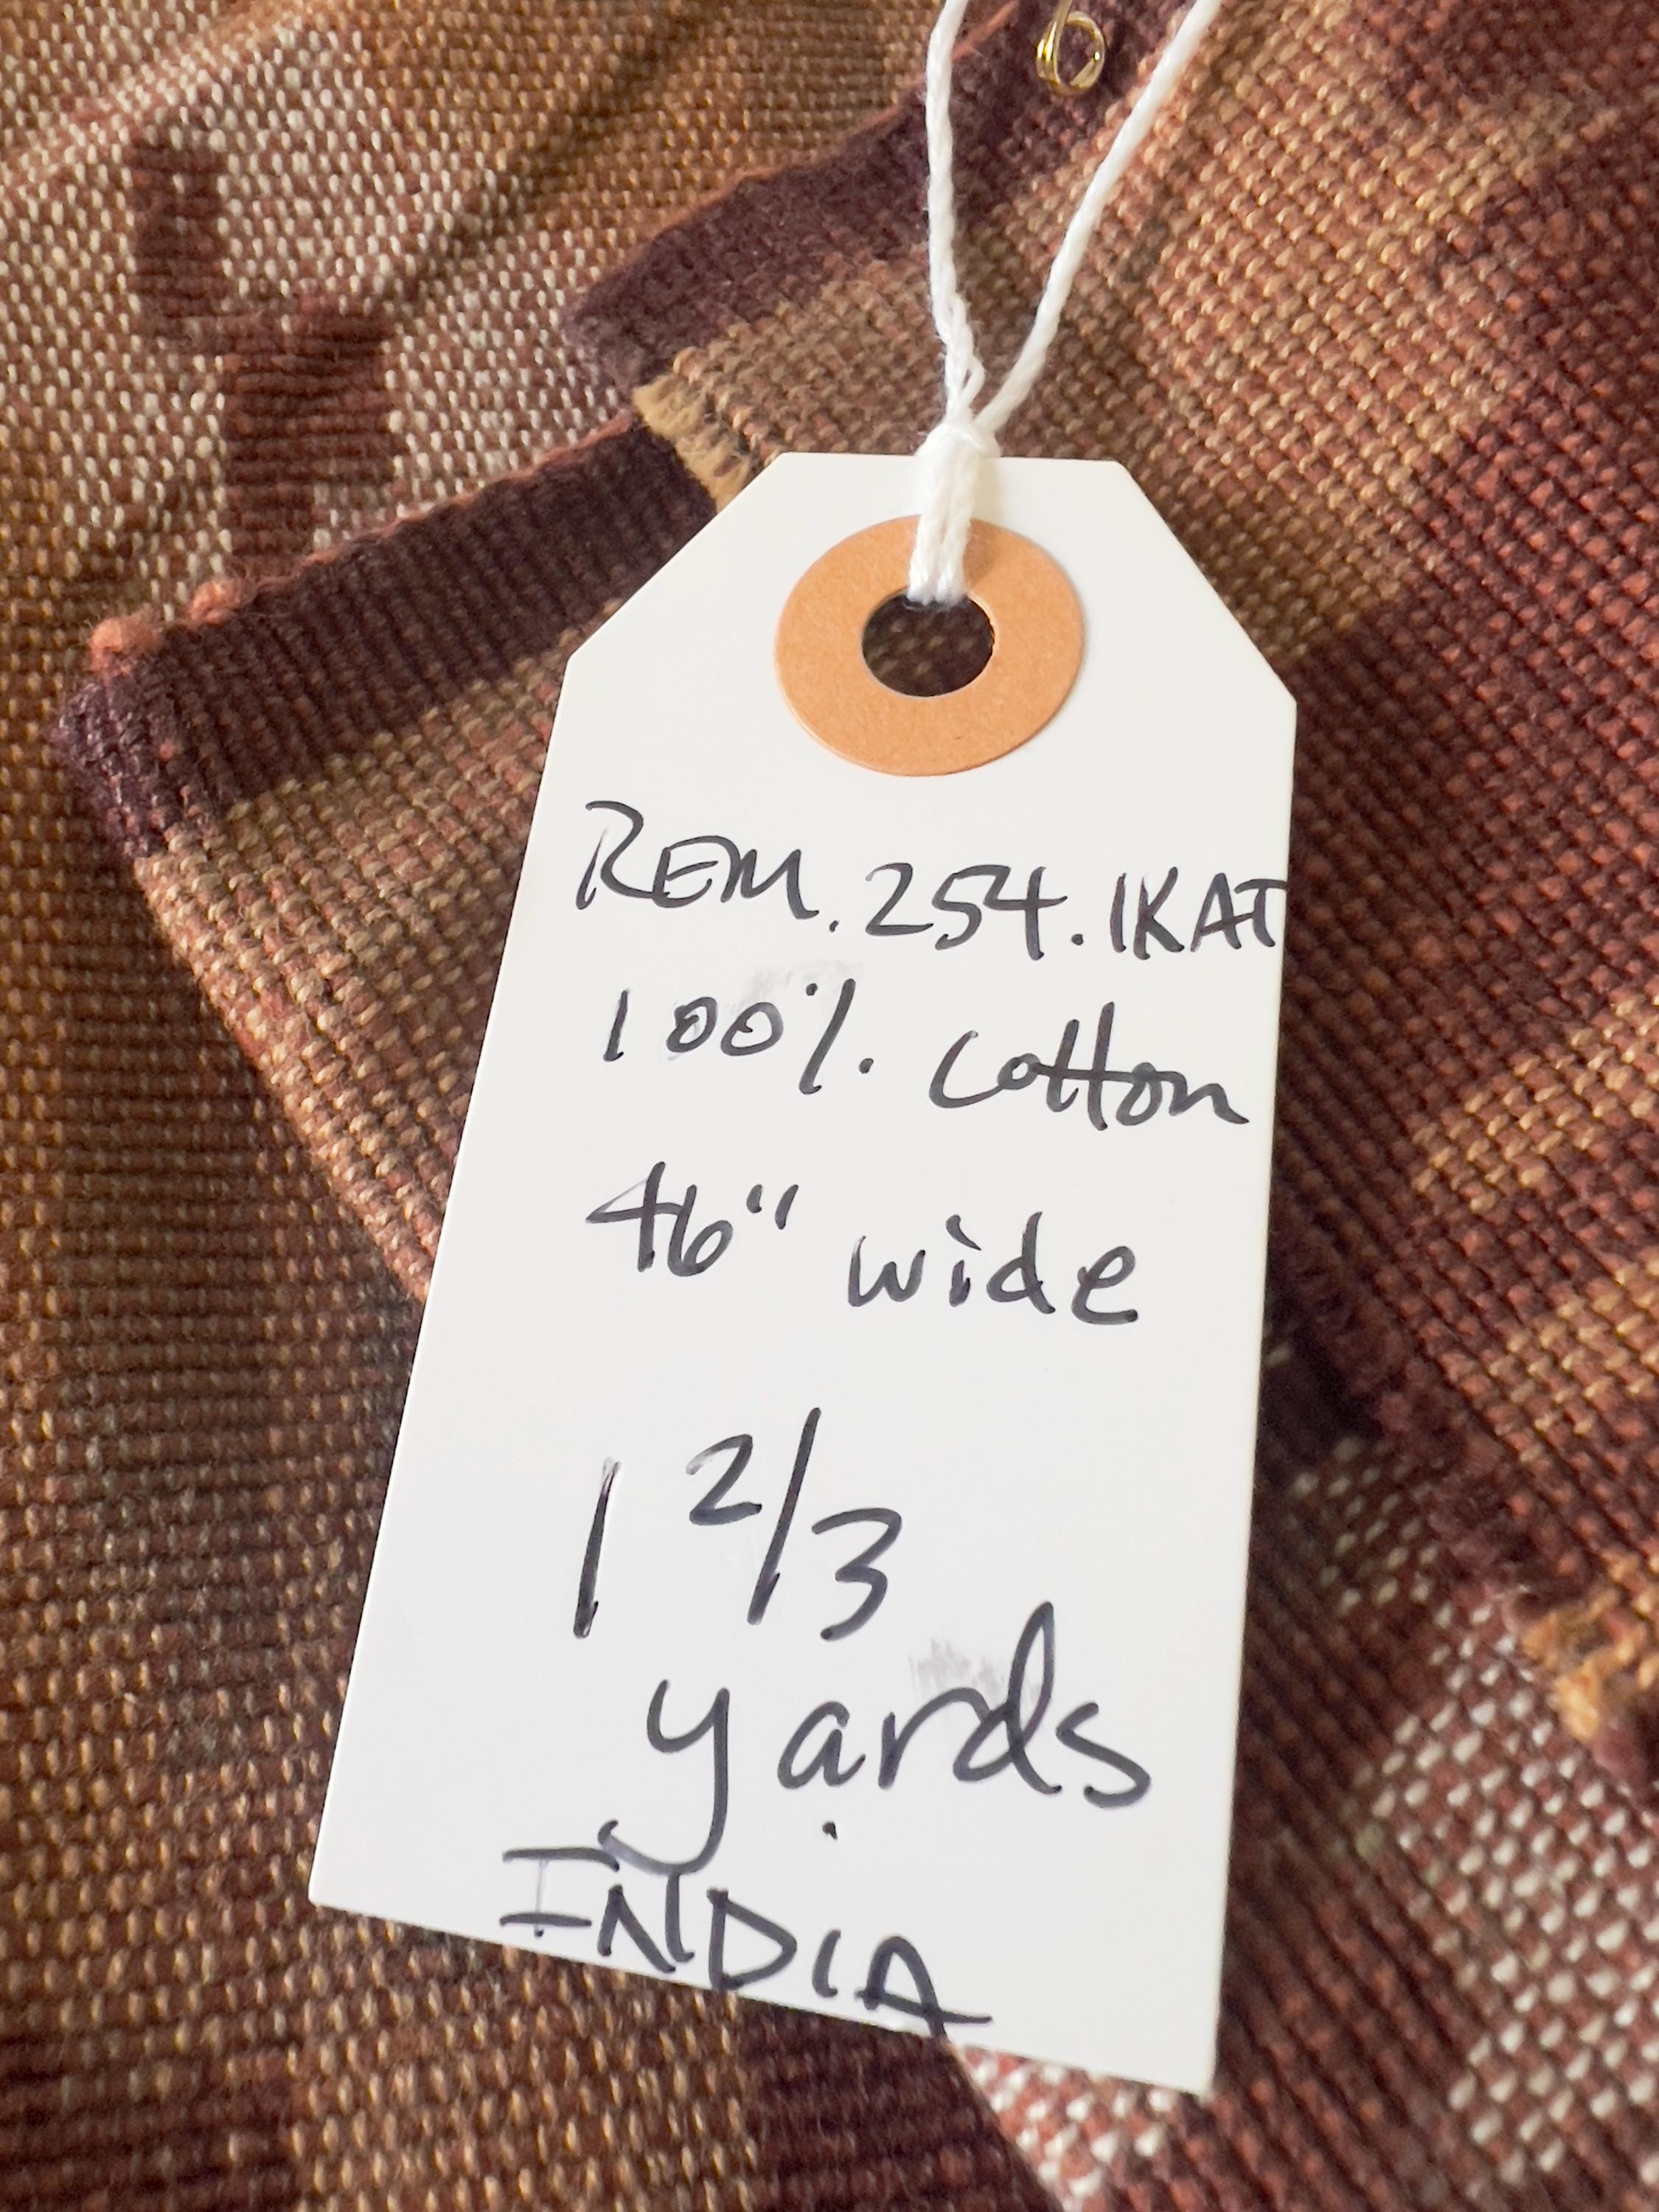 REM.254.IKAT
100%. cotton
46" wide
1 2/3
yards
INDIA